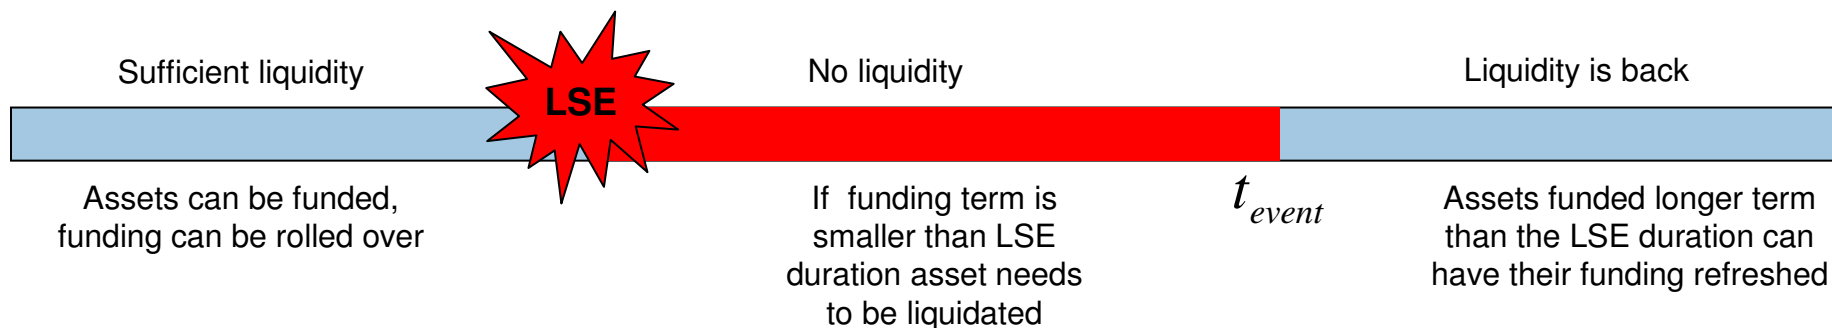 Sufficient liquidity
No liquidity
Liquidity is back
LSE
Assets can be funded,
funding can be rolled over
If funding term is
smaller than LSE
duration asset needs
to be liquidated
t_event
Assets funded longer term
than the LSE duration can
have their funding refreshed